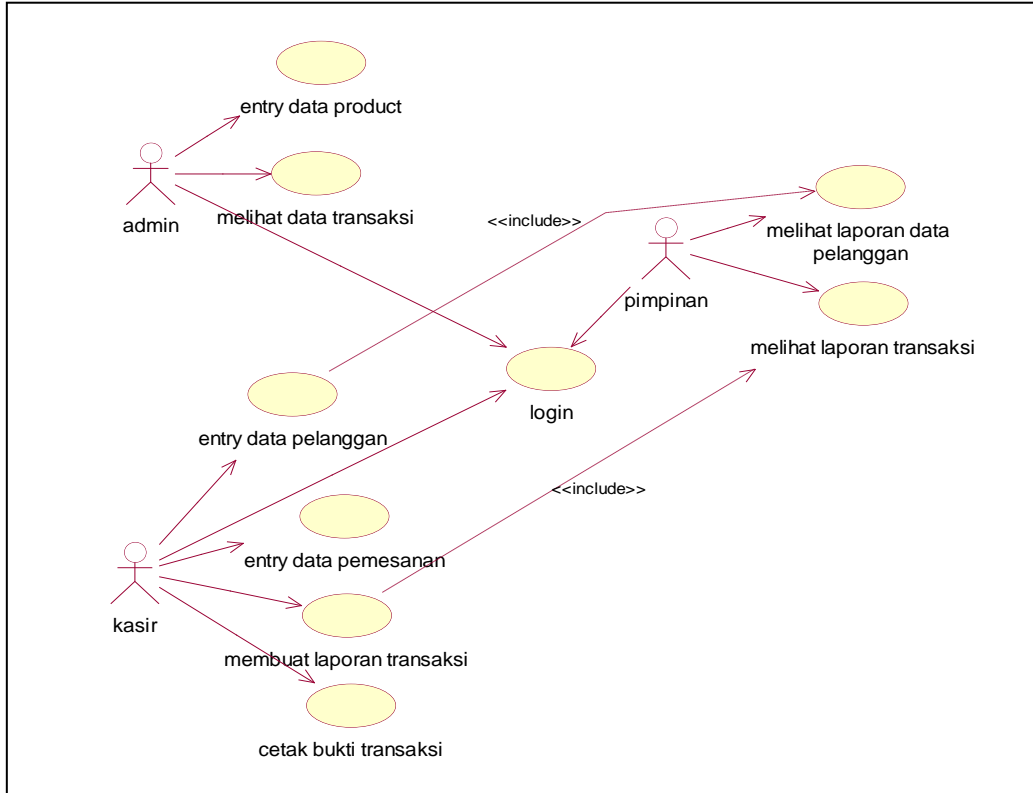 entry data product
admin
melihat data transaksi
<<include>>
melihat laporan data
pelanggan
pimpinan
melihat laporan transaksi
login
entry data pelanggan
<<include>>
entry data pemesanan
kasir
membuat laporan transaksi
cetak bukti transaksi